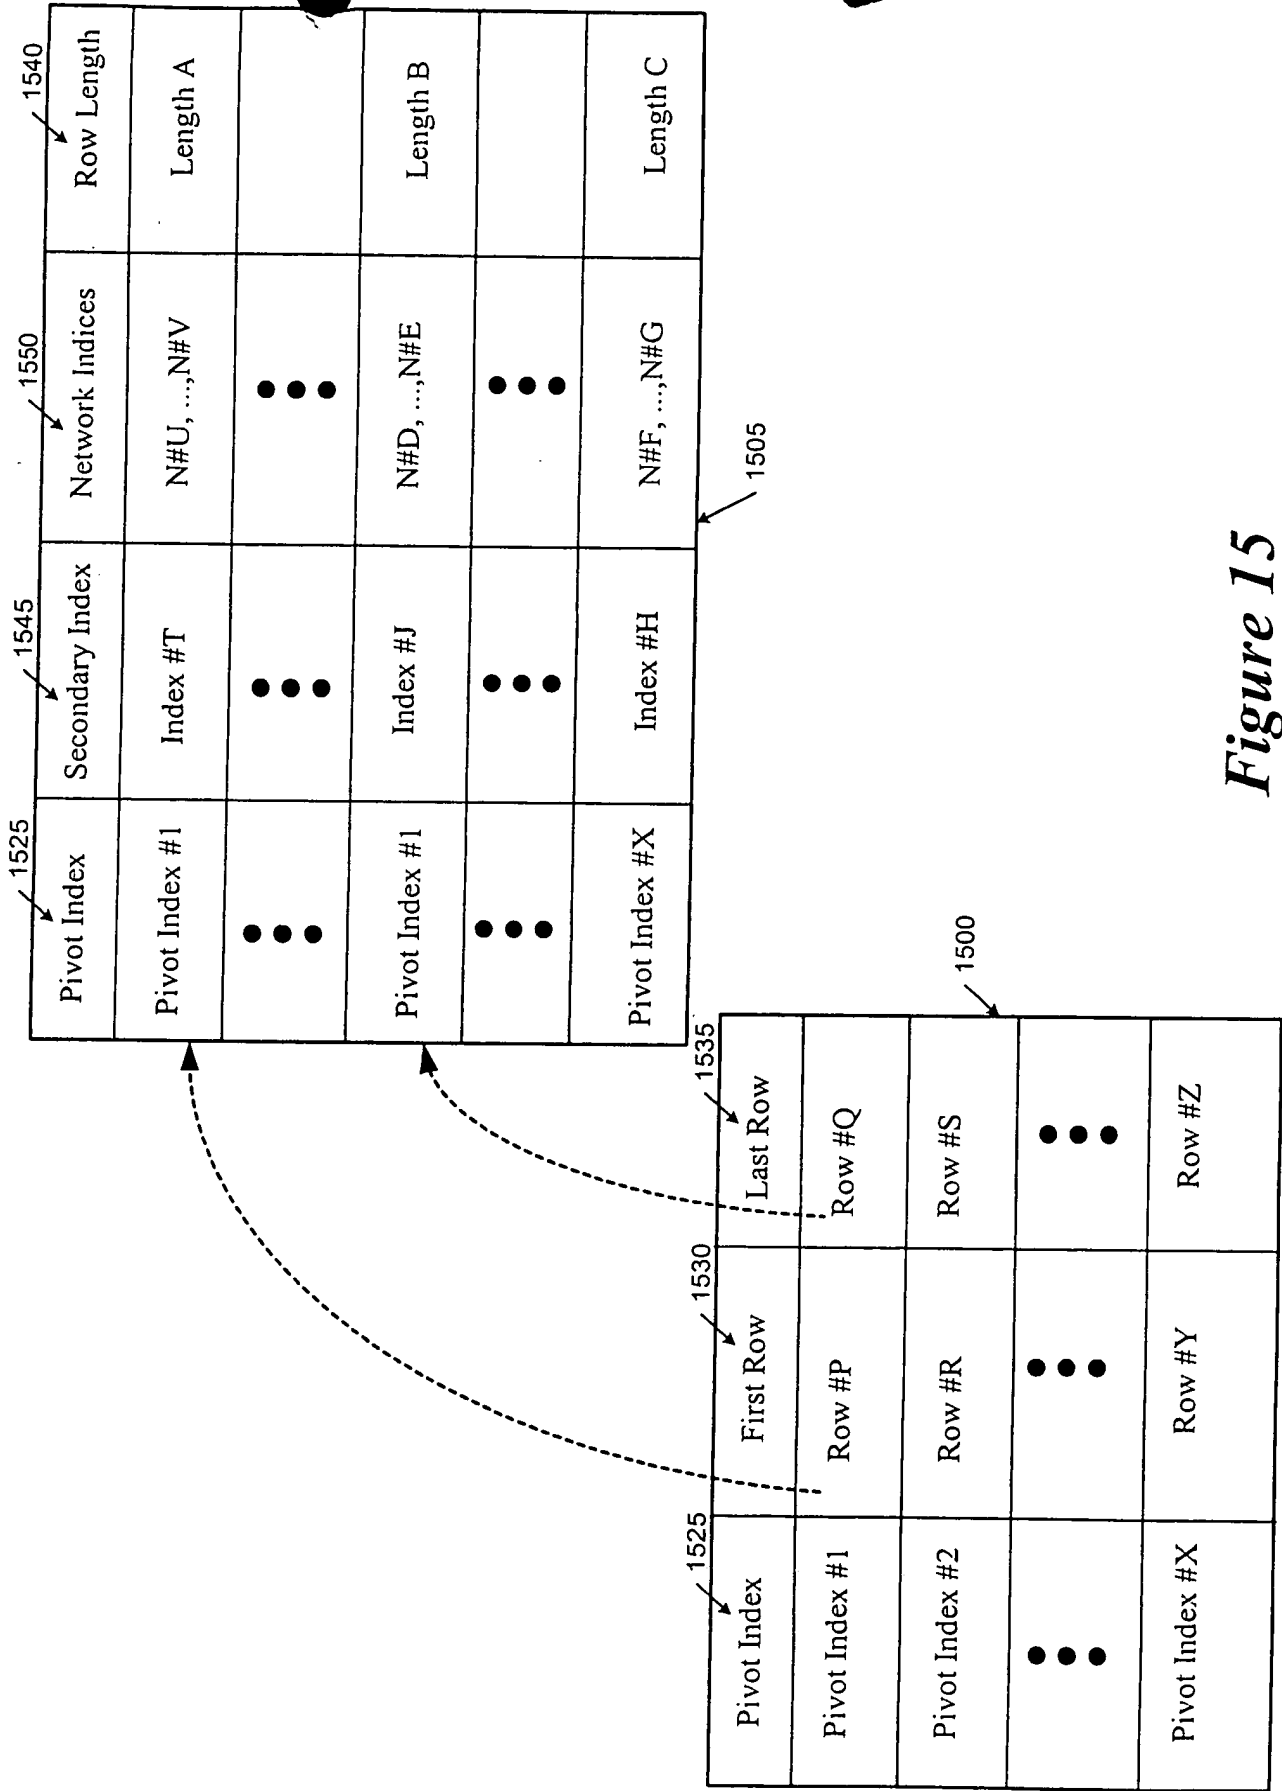 1525 1545 1550 1540
Pivot Index Secondary Index Network Indices Row Length
Pivot Index #1 Index #T N#U, ...,N#V Length A
Pivot Index #1 Index #J N#D, ...,N#E Length B
Pivot Index #X Index #H N#F, ...,N#G Length C
1505
1525 1530 1535
Pivot Index First Row Last Row
1500
Pivot Index #1 Row #P Row #Q
Pivot Index #2 Row #R Row #S
Pivot Index #X Row #Y Row #Z
Figure 15